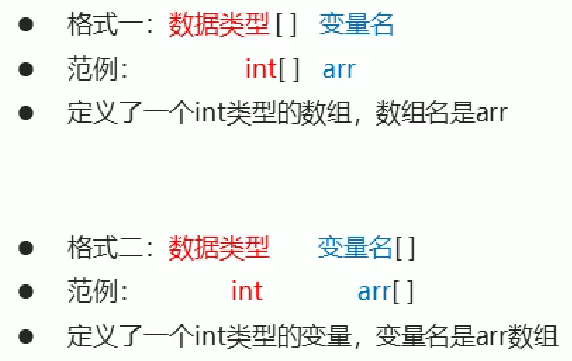 ● 格式一：数据类型[ ] 变量名
● 范例： int[ ] arr
● 定义了一个int类型的数组，数组名是arr
● 格式二：数据类型 变量名[ ]
● 范例： int arr[ ]
● 定义了一个int类型的变量，变量名是arr数组